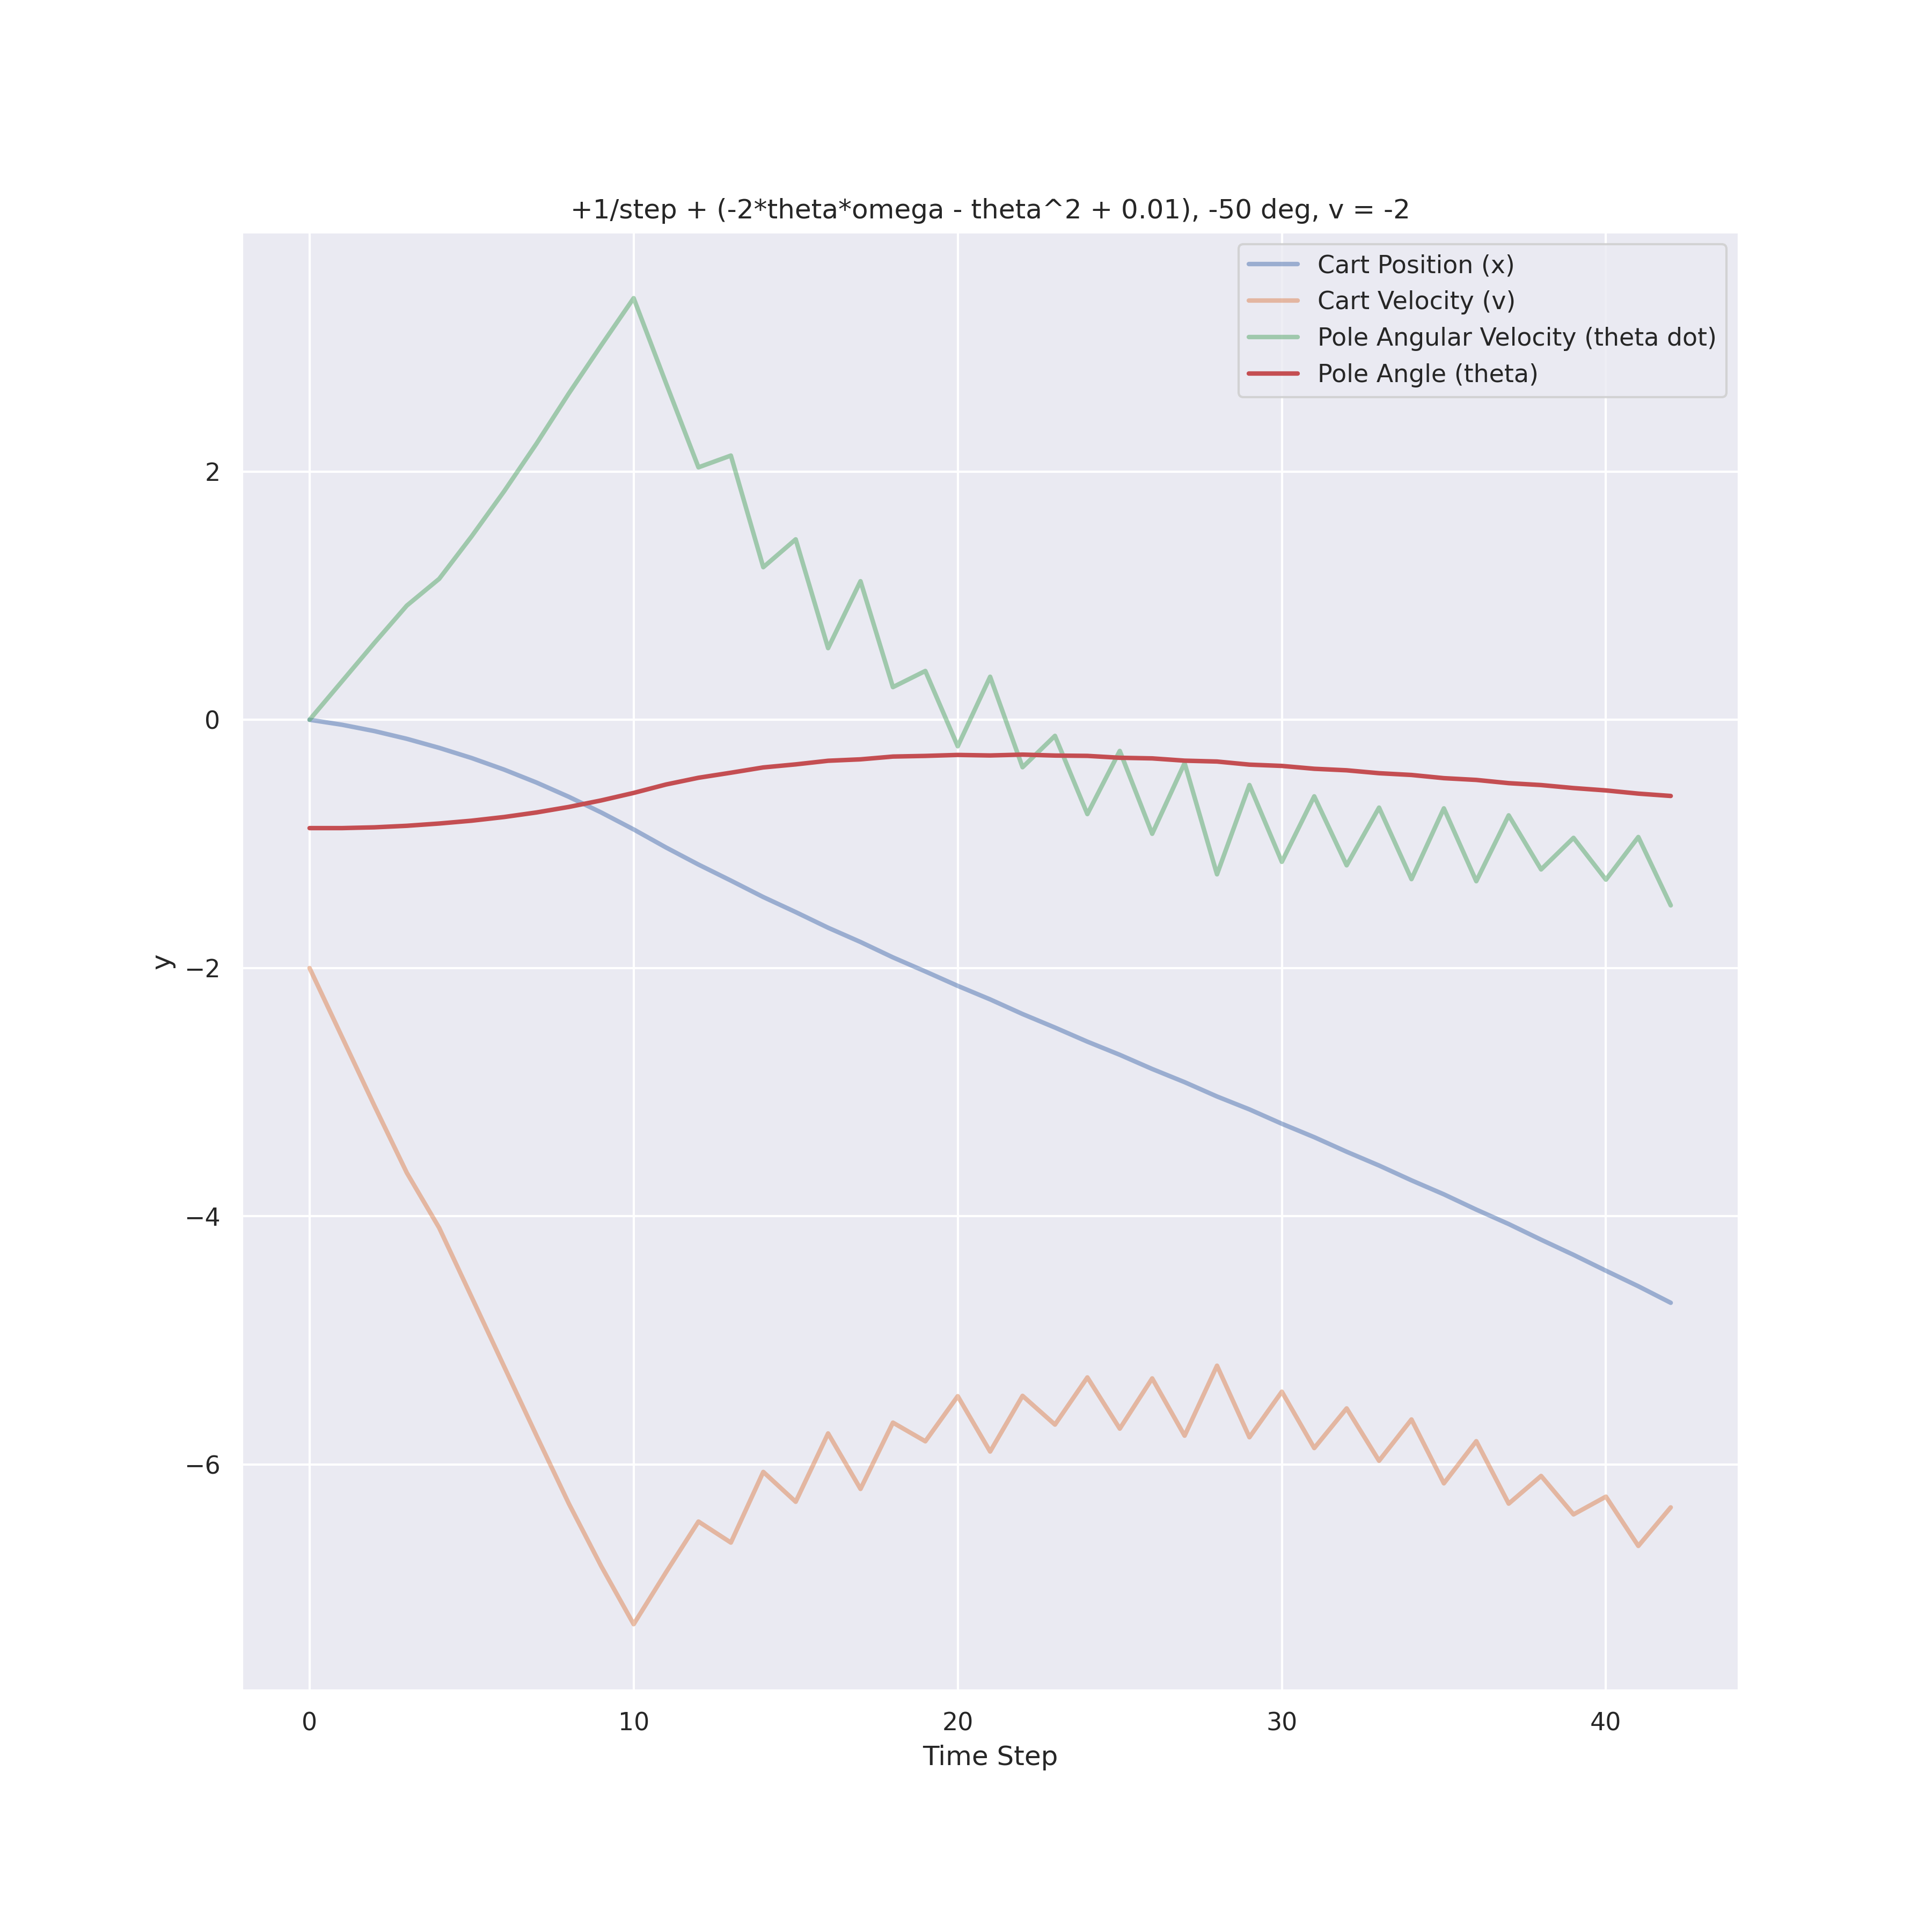 +1/step + (-2*theta*omega - theta^2 + 0.01), -50 deg, v = -2
Cart Position (x)
Cart Velocity (v)
Pole Angular Velocity (theta dot)
Pole Angle (theta)
2
0
−2
−4
−6
y
0 10 20 30 40
Time Step